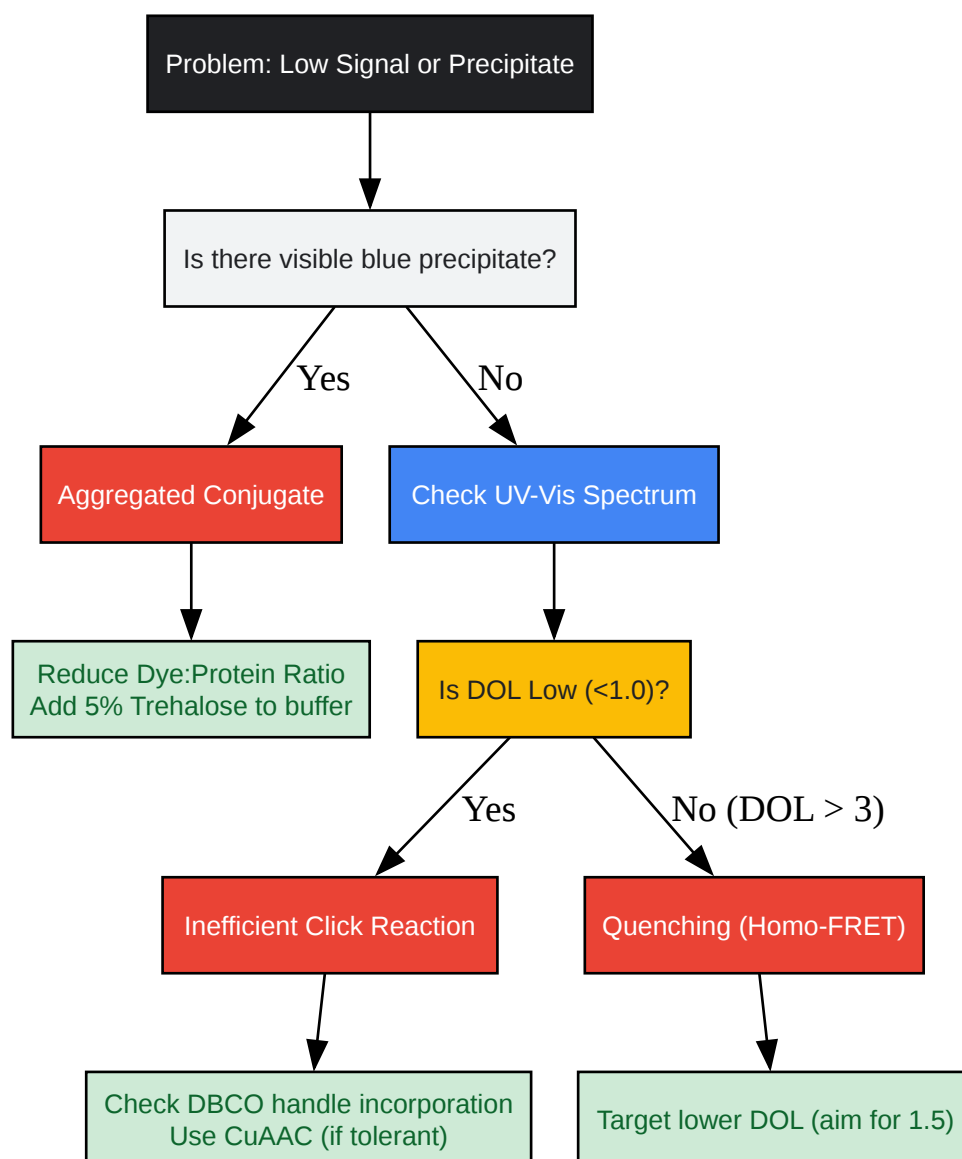 Problem: Low Signal or Precipitate
Is there visible blue precipitate?
Yes
No
Aggregated Conjugate
Check UV-Vis Spectrum
Reduce Dye:Protein Ratio
Add 5% Trehalose to buffer
Is DOL Low (<1.0)?
Yes
No (DOL > 3)
Inefficient Click Reaction
Quenching (Homo-FRET)
Check DBCO handle incorporation
Use CuAAC (if tolerant)
Target lower DOL (aim for 1.5)